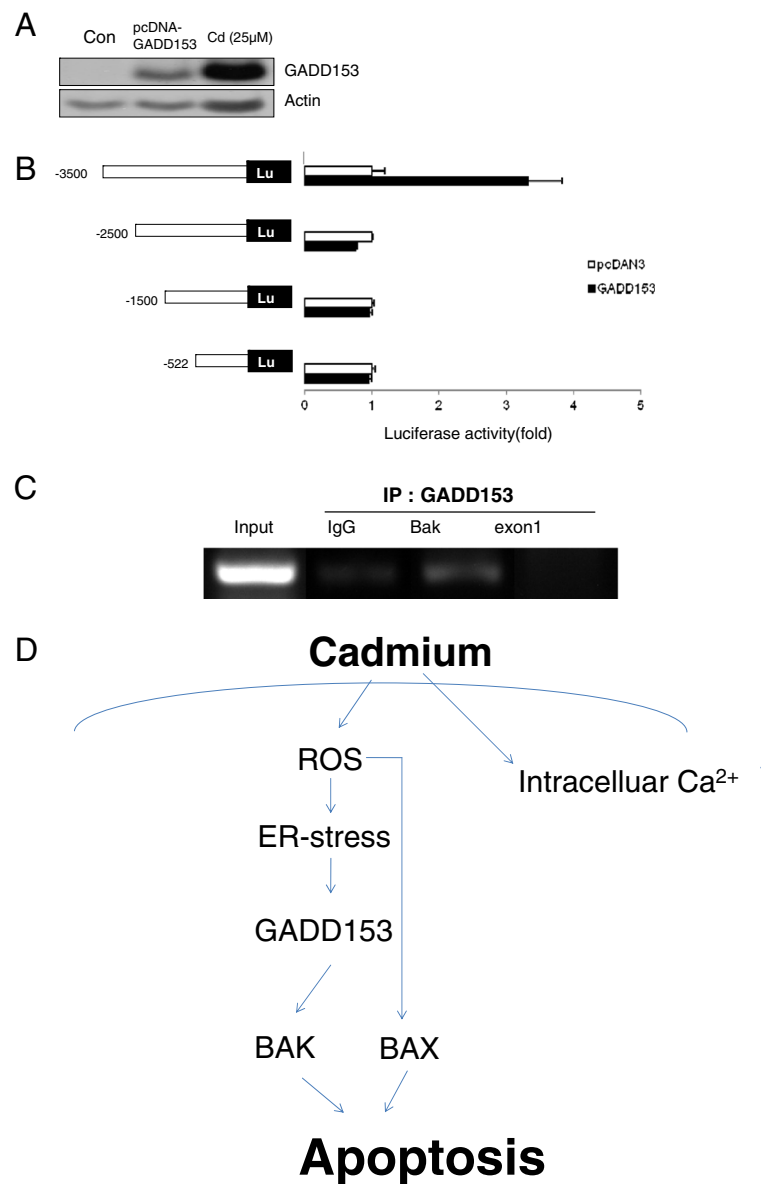 A
Con pcDNA-GADD153 Cd (25μM)
GADD153
Actin
B
-3500 Lu
-2500 Lu
-1500 Lu
-522 Lu
pcDAN3
GADD153
0 1 2 3 4 5
Luciferase activity(fold)
C
IP : GADD153
Input IgG Bak exon1
D
Cadmium
ROS
Intracelluar Ca²⁺
ER-stress
GADD153
BAK BAX
Apoptosis